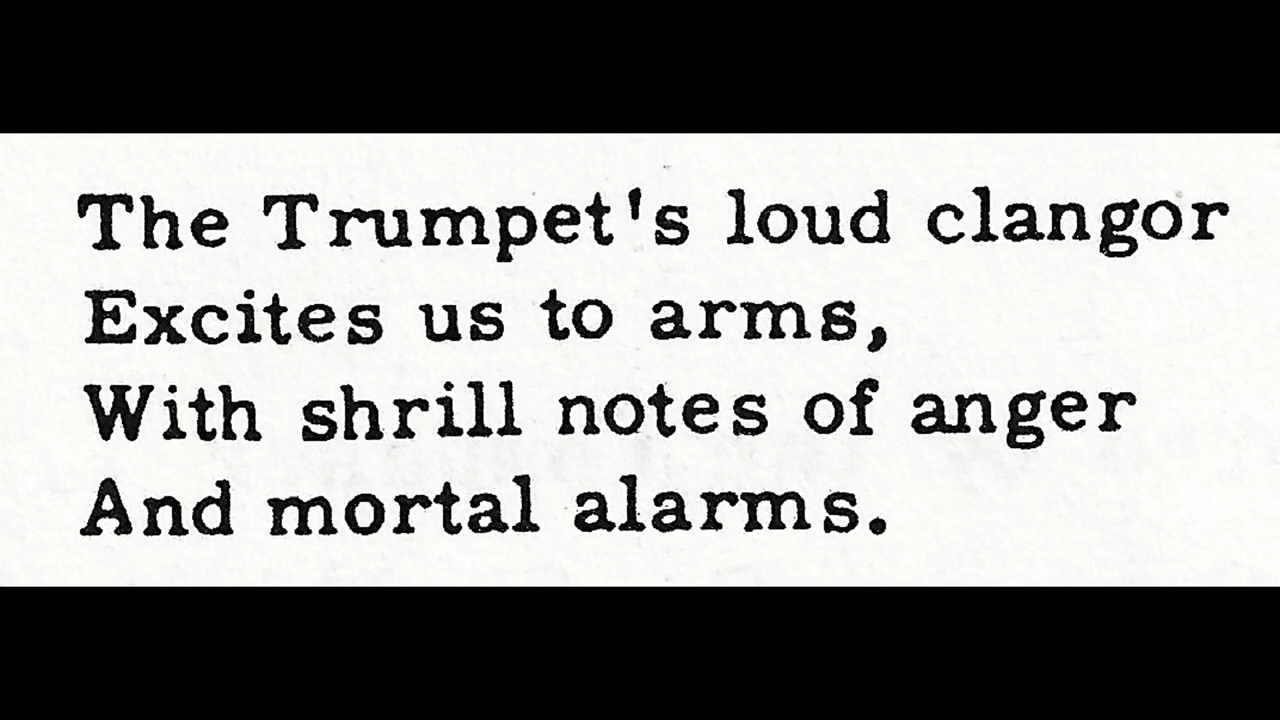 The Trumpet's loud clangor
Excites us to arms,
With shrill notes of anger
And mortal alarms.